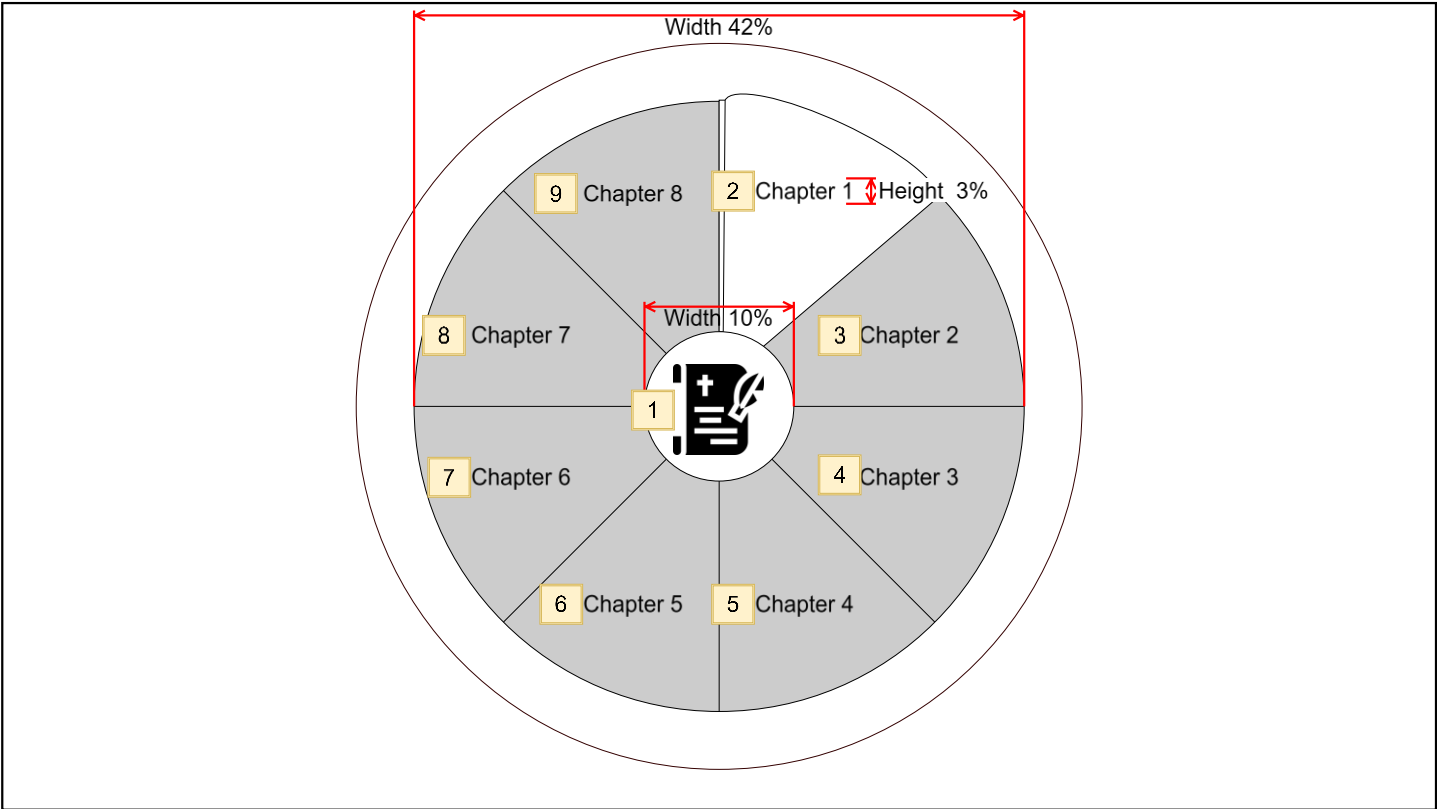 Width 42%
9 Chapter 8
2 Chapter 1 Height 3%
Width 10%
8 Chapter 7
3 Chapter 2
1
7 Chapter 6
4 Chapter 3
6 Chapter 5
5 Chapter 4